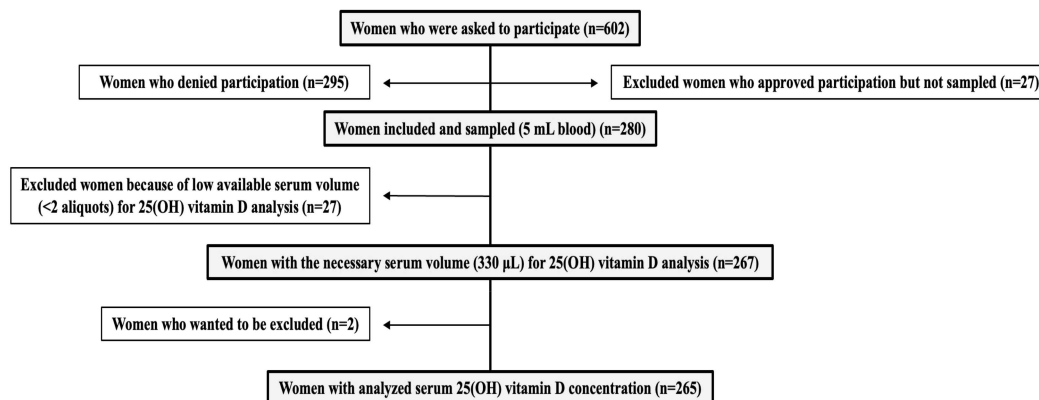 Women who were asked to participate (n=602)
Women who denied participation (n=295)
Excluded women who approved participation but not sampled (n=27)
Women included and sampled (5 mL blood) (n=280)
Excluded women because of low available serum volume
(<2 aliquots) for 25(OH) vitamin D analysis (n=27)
Women with the necessary serum volume (330 µL) for 25(OH) vitamin D analysis (n=267)
Women who wanted to be excluded (n=2)
Women with analyzed serum 25(OH) vitamin D concentration (n=265)